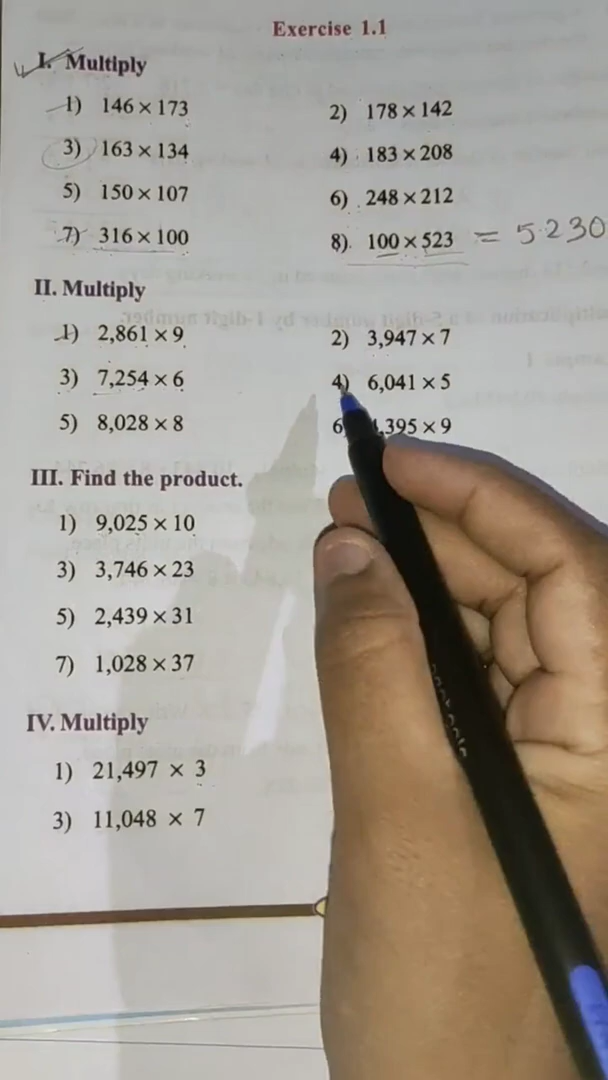 Exercise 1.1
I. Multiply
1) 146 × 173
2) 178 × 142
3) 163 × 134
4) 183 × 208
5) 150 × 107
6) 248 × 212
7) 316 × 100
8) 100 × 523 = 5230
II. Multiply
1) 2,861 × 9
2) 3,947 × 7
3) 7,254 × 6
4) 6,041 × 5
5) 8,028 × 8
6) ,395 × 9
III. Find the product.
1) 9,025 × 10
3) 3,746 × 23
5) 2,439 × 31
7) 1,028 × 37
IV. Multiply
1) 21,497 × 3
3) 11,048 × 7